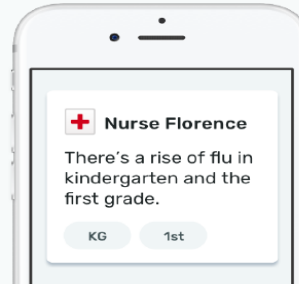 Nurse Florence
There's a rise of flu in
kindergarten and the
first grade.
KG 1st